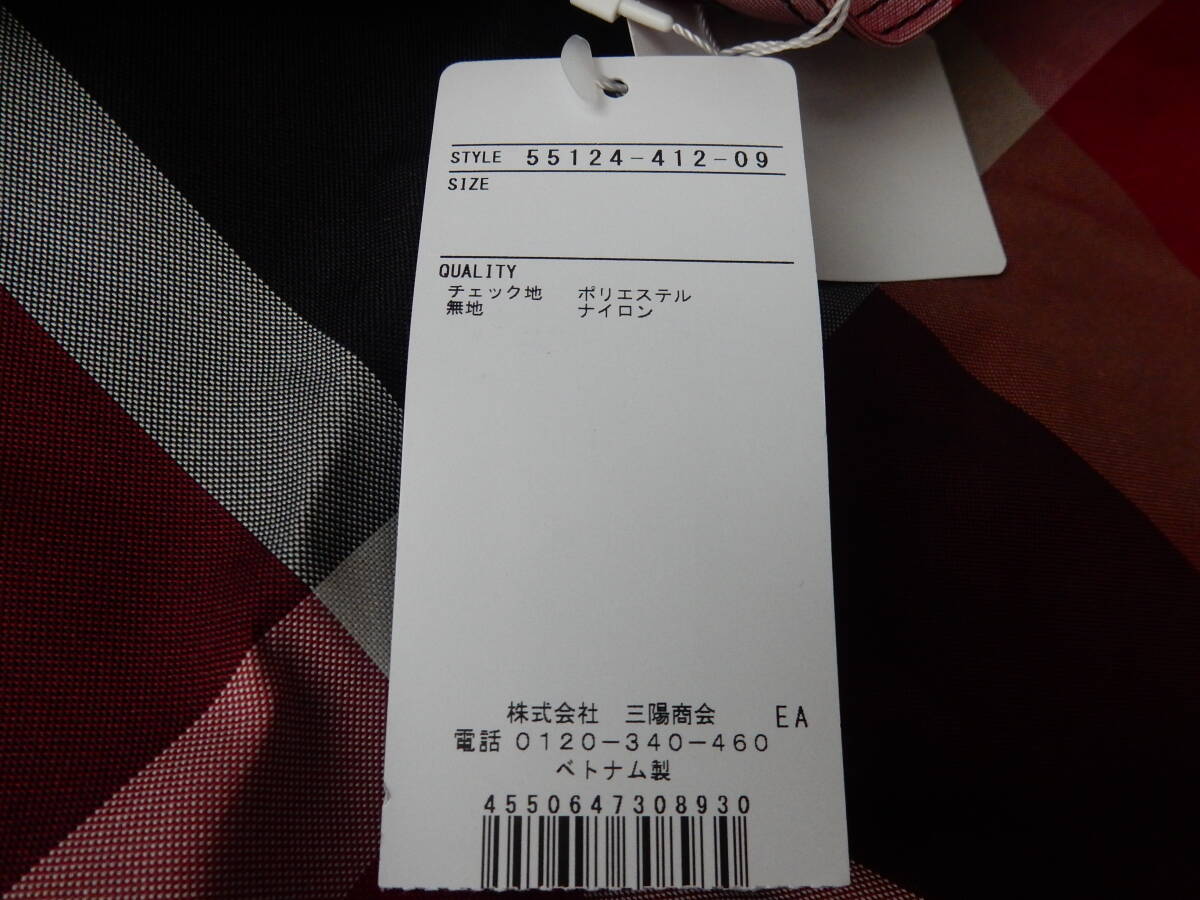 STYLE 55124-412-09
SIZE
QUALITY
チェック地 ポリエステル
無地 ナイロン
株式会社 三陽商会 EA
電話 0120-340-460
ベトナム製
4550647308930